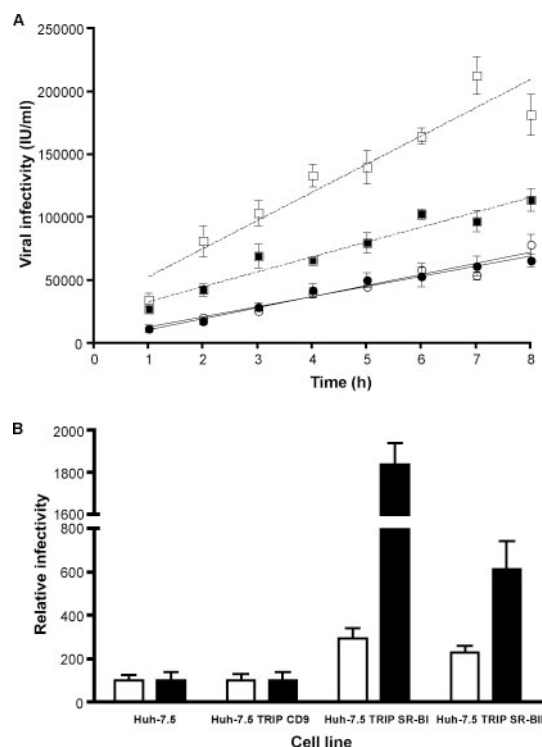 A
Viral infectivity (IU/ml)
250000
200000
150000
100000
50000
0
0 1 2 3 4 5 6 7 8
Time (h)
B
Relative infectivity
2000
1800
1600
800
600
400
200
0
Huh-7.5 Huh-7.5 TRIP CD9 Huh-7.5 TRIP SR-BI Huh-7.5 TRIP SR-BII
Cell line